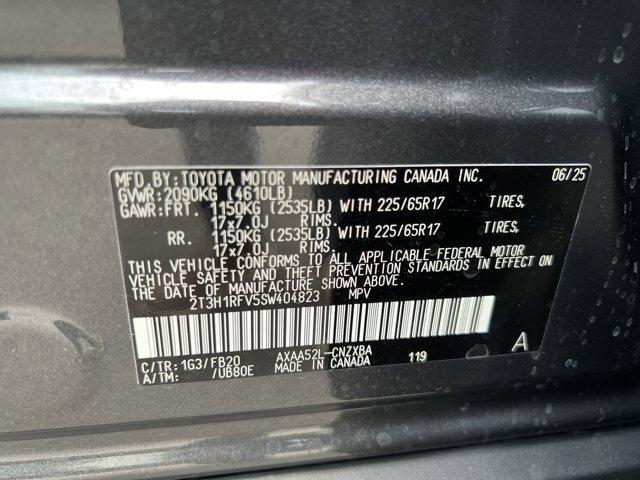 MFD. BY: TOYOTA MOTOR MANUFACTURING CANADA INC. 06/25
GVWR: 2090KG (4610LB)
GAWR: FRT. 1150KG (2535LB) WITH 225/65R17 TIRES,
17x7.0J RIMS.
RR. 1150KG (2535LB) WITH 225/65R17 TIRES,
17x7.0J RIMS.
THIS VEHICLE CONFORMS TO ALL APPLICABLE FEDERAL MOTOR
VEHICLE SAFETY AND THEFT PREVENTION STANDARDS IN EFFECT ON
THE DATE OF MANUFACTURE SHOWN ABOVE.
2T3H1RFV5SW404823 MPV
C/TR: 1G3/FB20 AXAA52L-CNZXBA 119 A
A/TM: /UB80E MADE IN CANADA